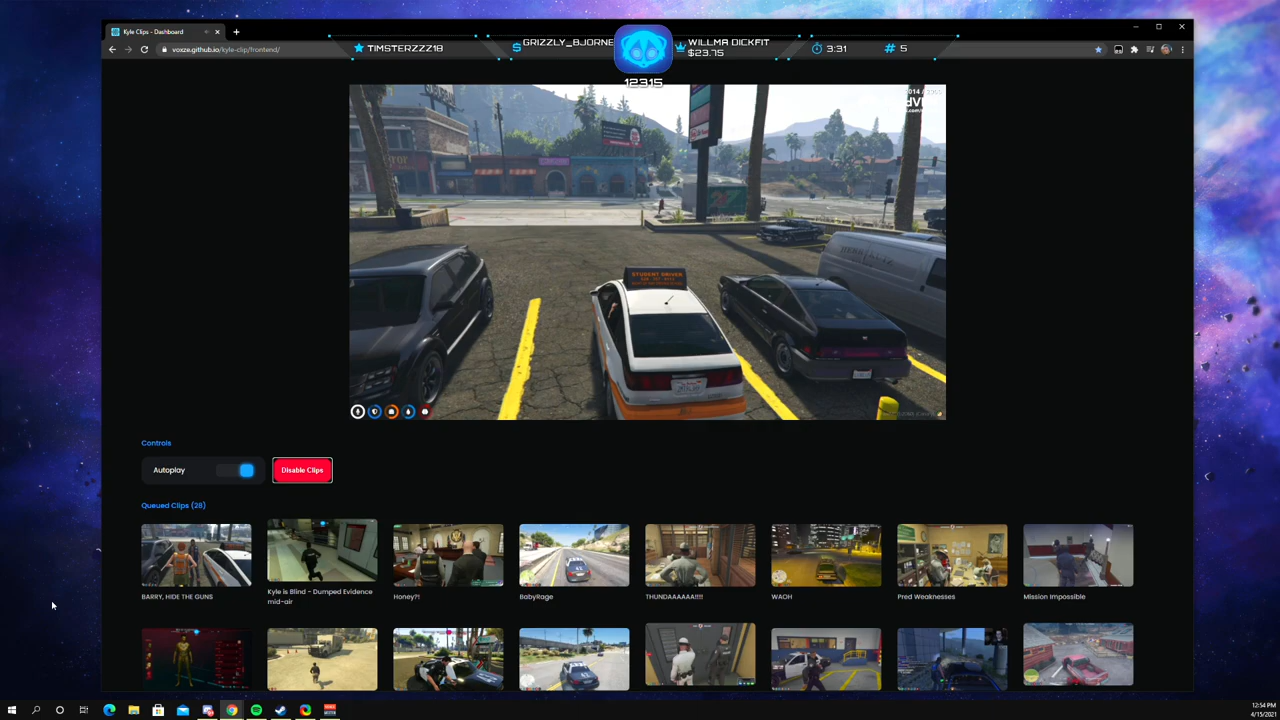 Kyle Clips - Dashboard
voxze.github.io/kyle-clip/frontend/
TIMSTERZZZ18
GRIZZLY_BJORNE
WILLMA DICKFIT
$23.75
3:31
# 5
12315
STUDENT DRIVER
Controls
Autoplay
Disable Clips
Queued Clips (28)
BARRY, HIDE THE GUNS
Kyle is Blind - Dumped Evidence
mid-air
Honey?!
BabyRage
THUNDAAAAAA!!!!
WAOH
Pred Weaknesses
Mission Impossible
12:54 PM
4/15/2021